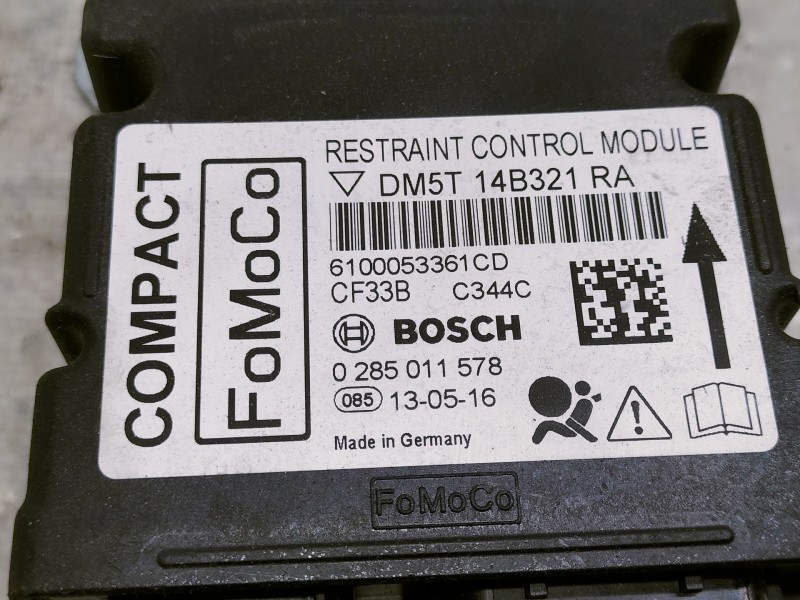 COMPACT
FoMoCo
RESTRAINT CONTROL MODULE
DM5T 14B321 RA
6100053361CD
CF33B C344C
BOSCH
0 285 011 578
085 13-05-16
Made in Germany
FoMoCo